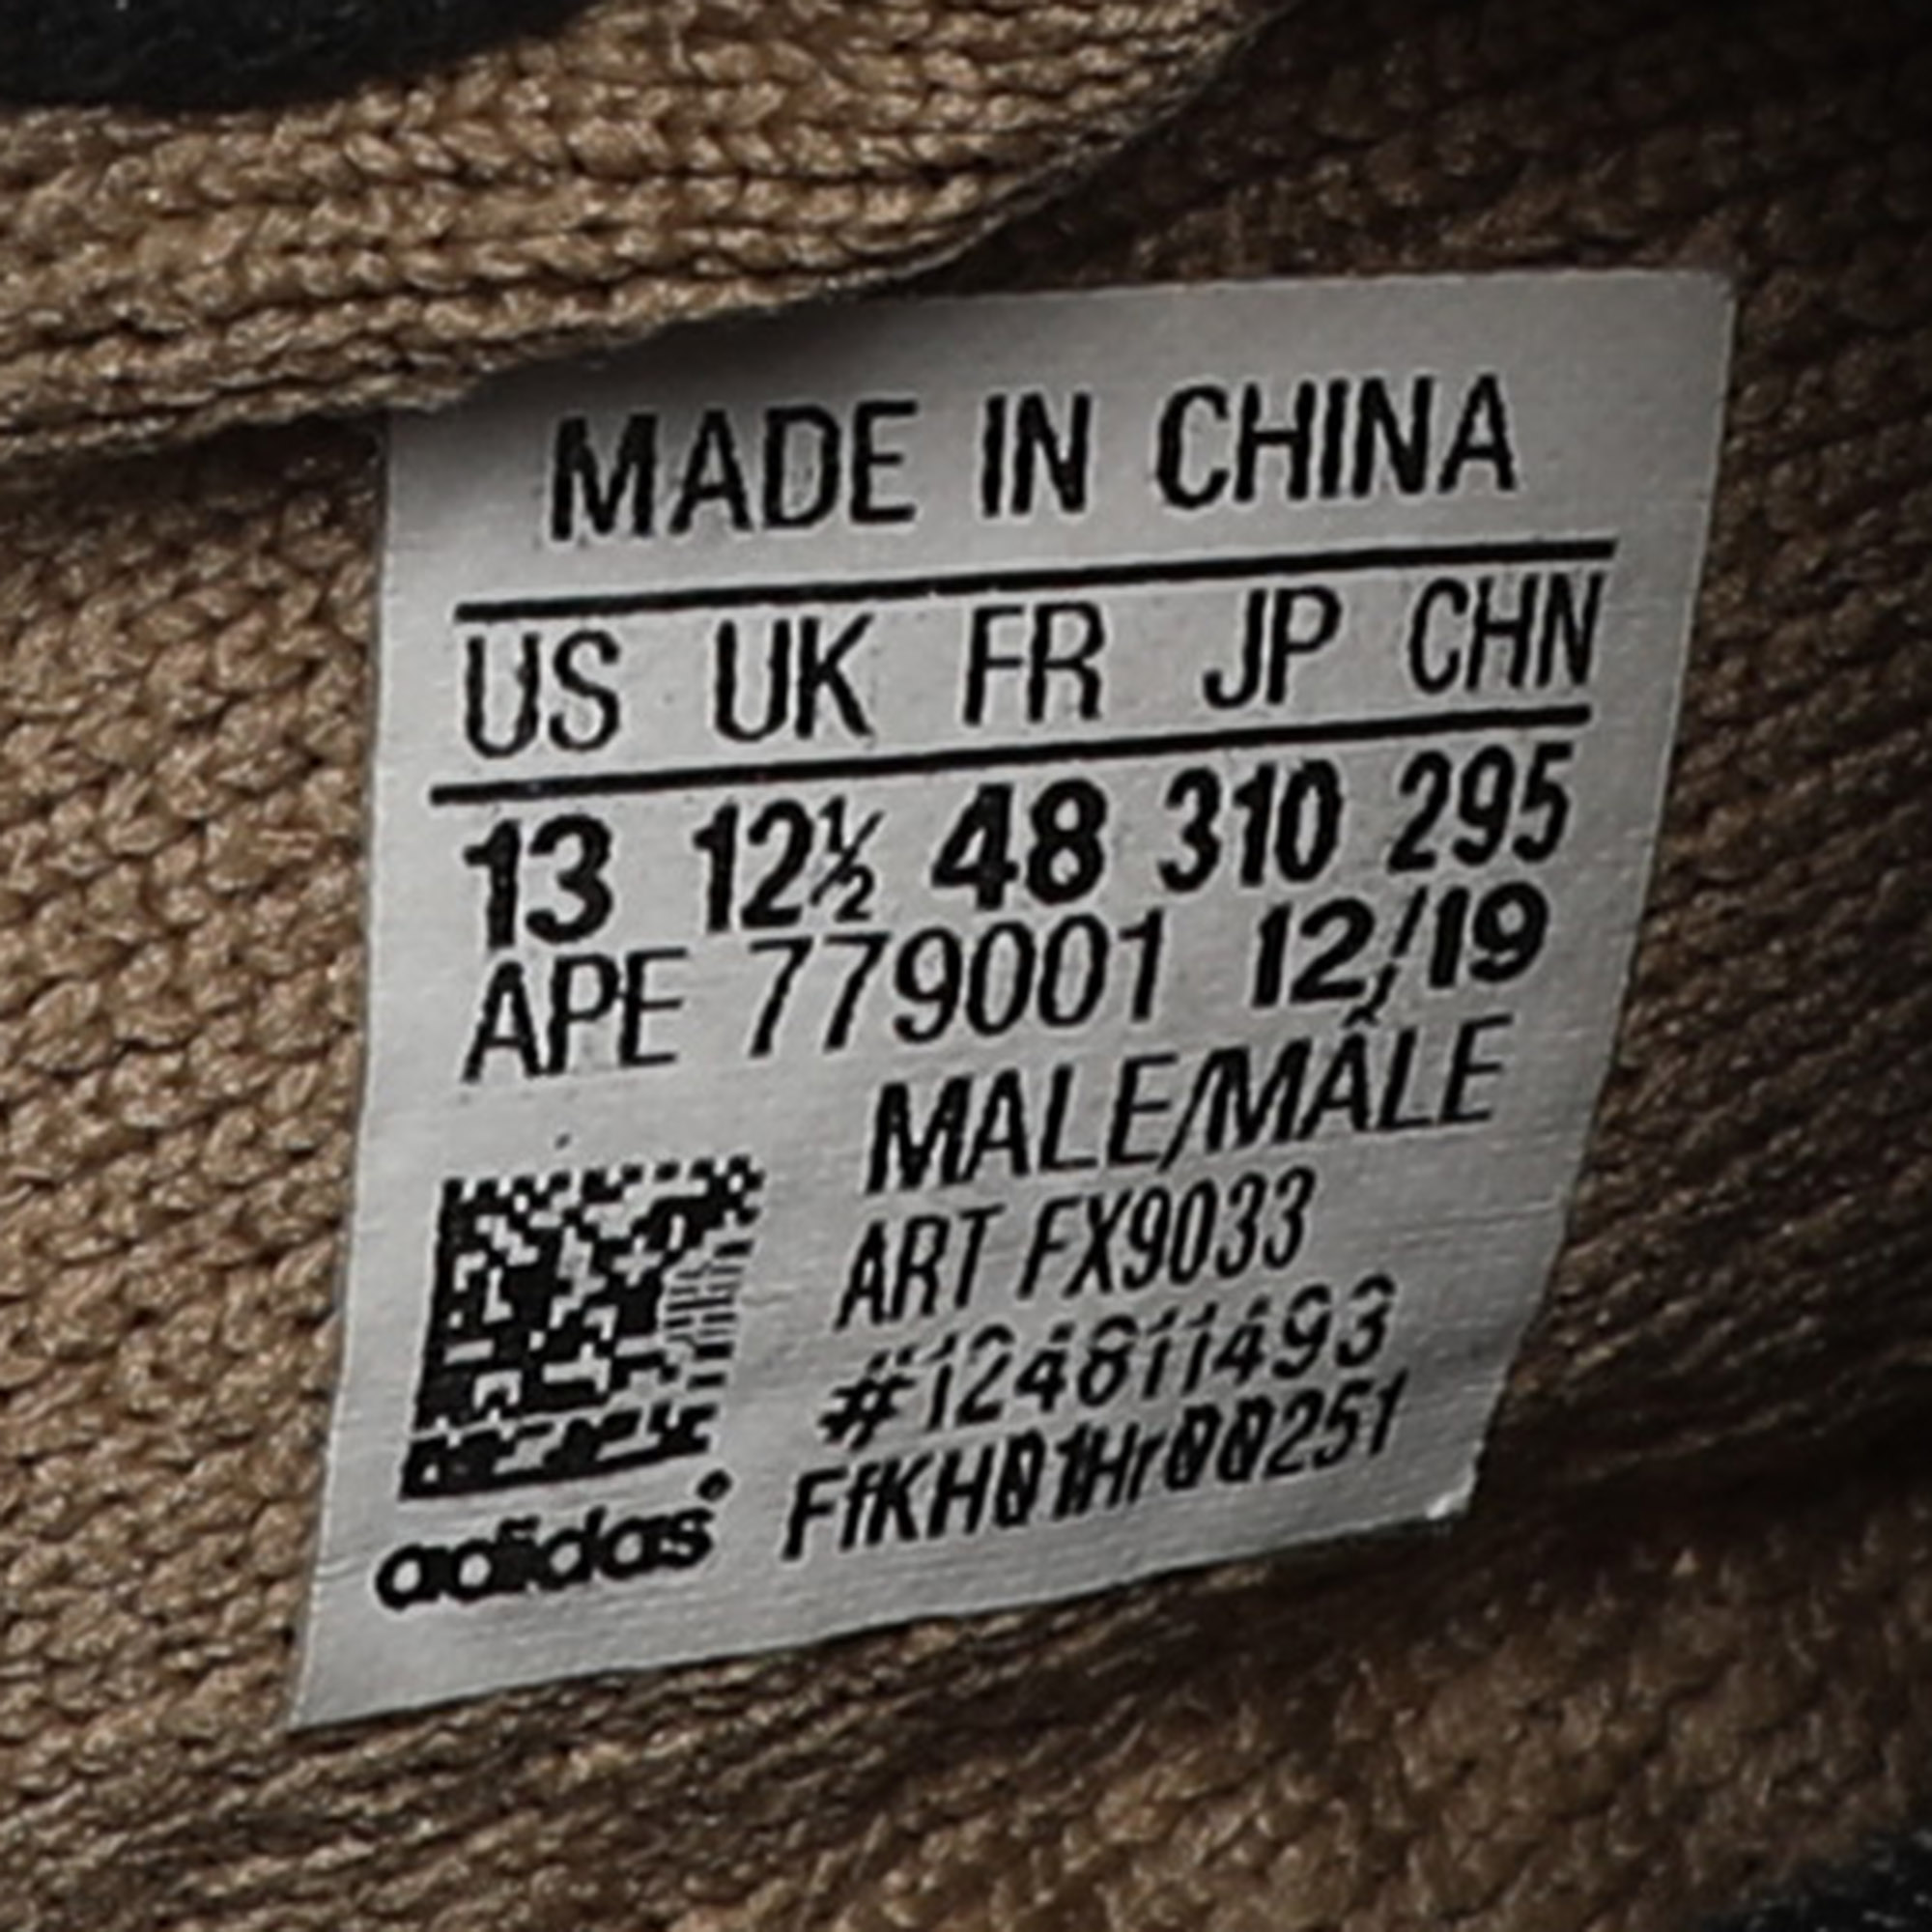 MADE IN CHINA
US UK FR JP CHN
13 12½ 48 310 295
APE 779001 12/19
MALE/MÂLE
ART FX9033
#124811493
FfKH01Hr00251
adidas